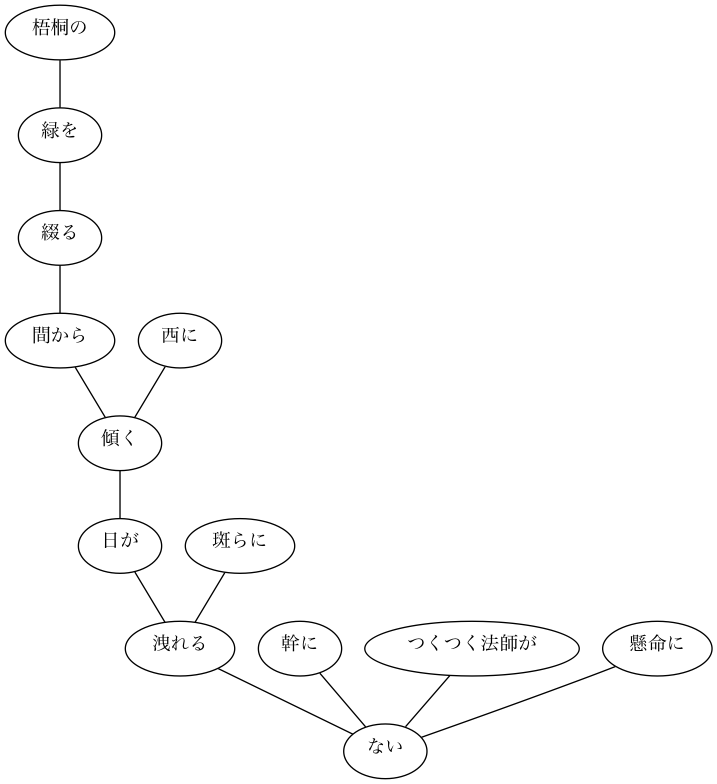 梧桐の
緑を
綴る
間から
西に
傾く
日が
斑らに
洩れる
幹に
つくつく法師が
懸命に
ない